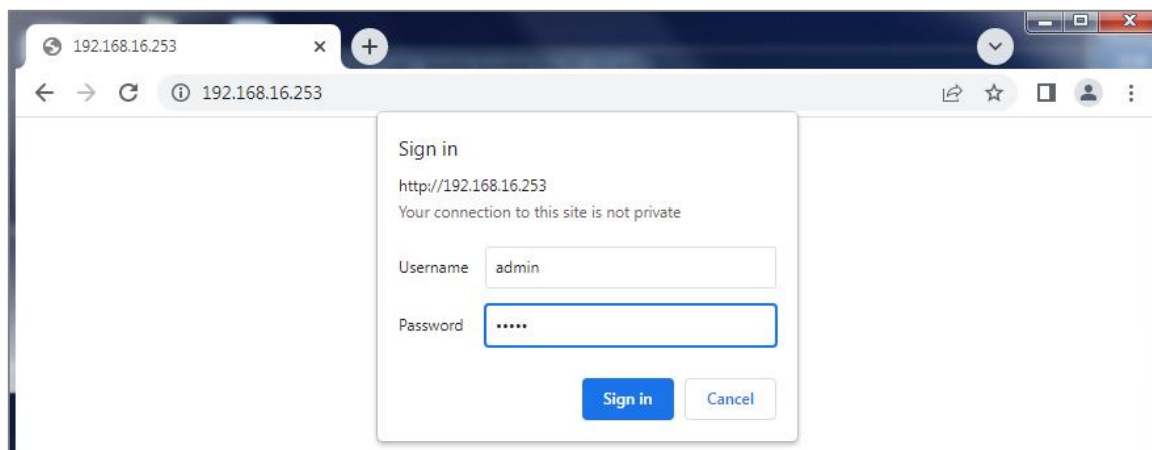 192.168.16.253
192.168.16.253
Sign in
http://192.168.16.253
Your connection to this site is not private
Username admin
Password •••••
Sign in Cancel